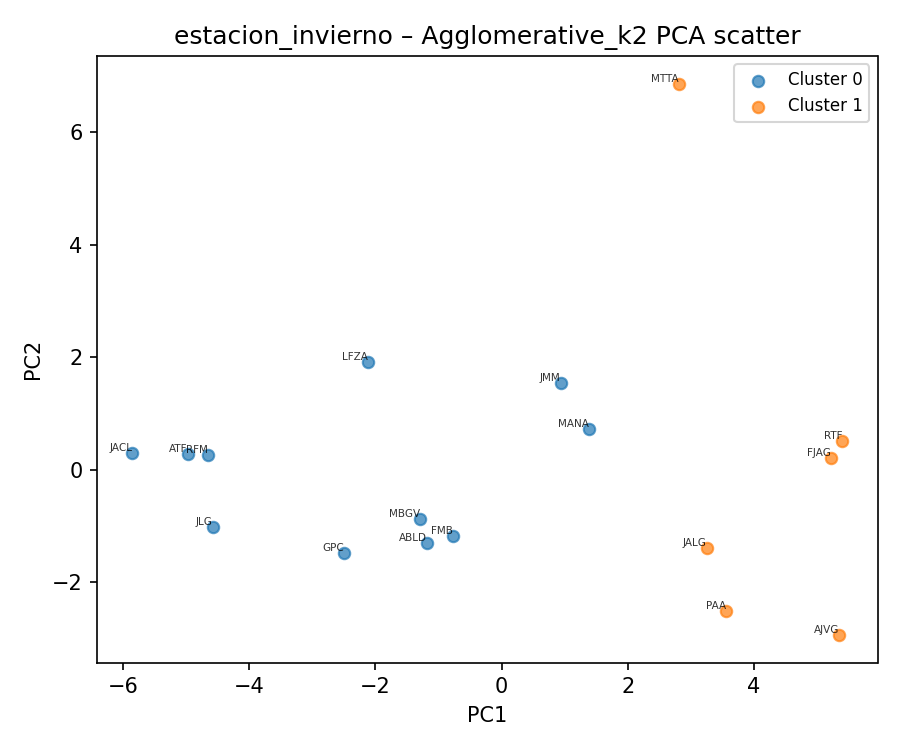 estacion_invierno – Agglomerative_k2 PCA scatter
MTTA
Cluster 0
Cluster 1
6
4
PC2
2
LFZA
JMM
MANA
RTF
FJAG
JACL
RFM
0
JLG
MBGV
FMB
ABLD
GPC
JALG
−2
PAA
AJVG
−6
−4
−2
0
2
4
PC1